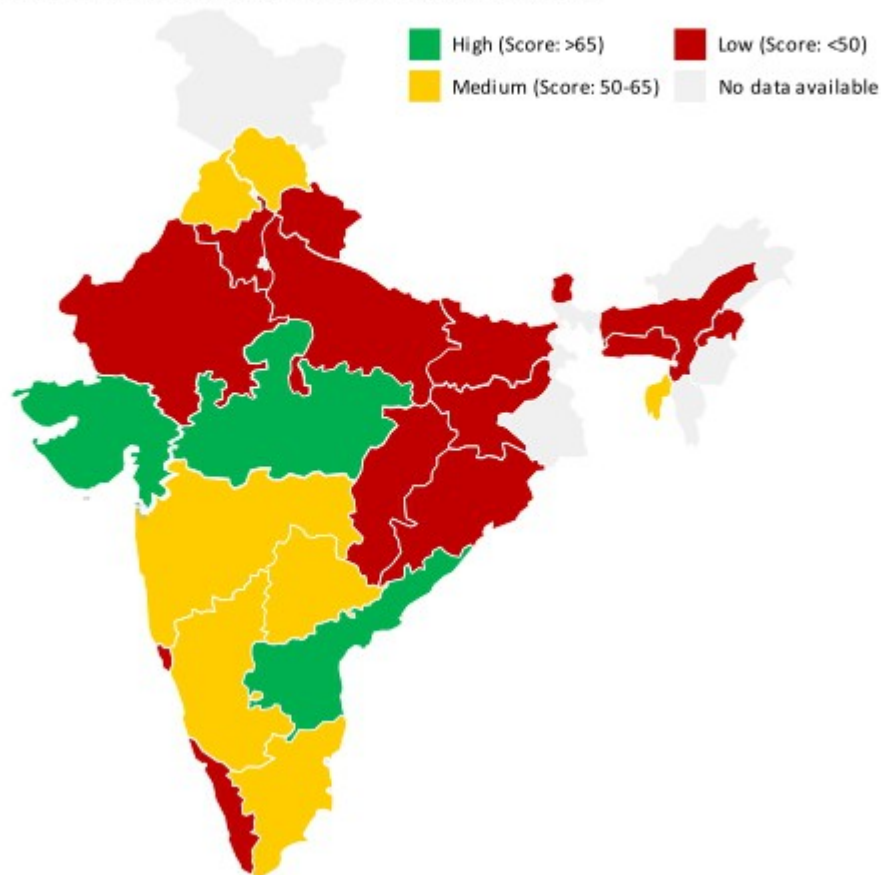 High (Score: >65)
Low (Score: <50)
Medium (Score: 50-65)
No data available